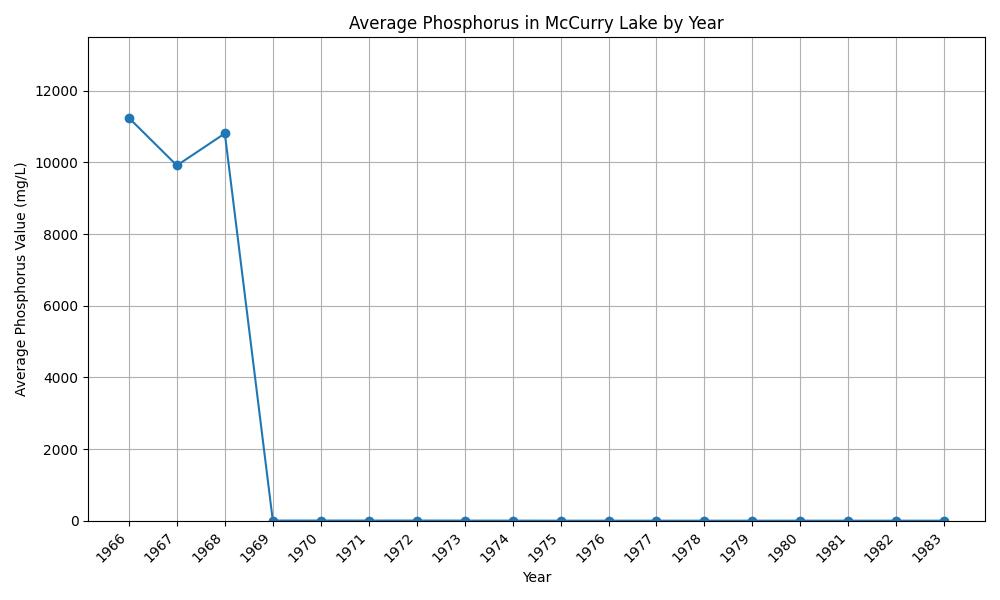 Average Phosphorus in McCurry Lake by Year
Average Phosphorus Value (mg/L)
12000
10000
8000
6000
4000
2000
0
1966 1967 1968 1969 1970 1971 1972 1973 1974 1975 1976 1977 1978 1979 1980 1981 1982 1983
Year